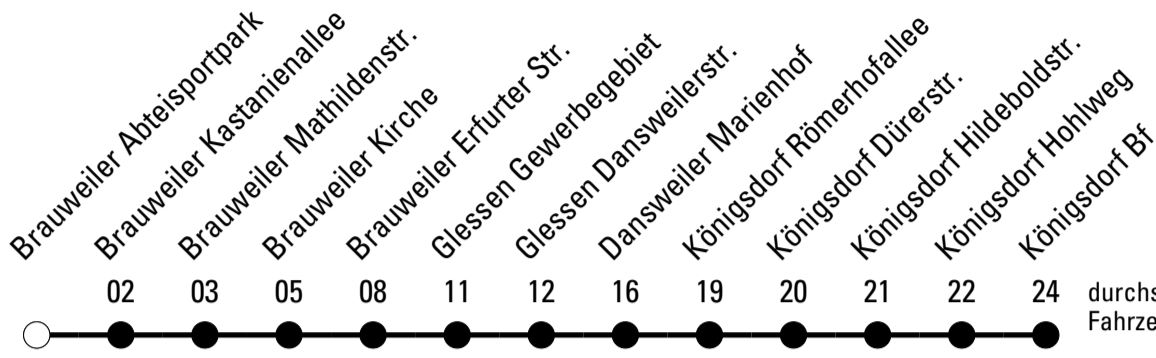 Brauweiler Abteisportpark
Brauweiler Kastanienallee
Brauweiler Mathildenstr.
Brauweiler Kirche
Brauweiler Erfurter Str.
Glessen Gewerbegebiet
Glessen Dansweilerstr.
Dansweiler Marienhof
Königsdorf Römerhofallee
Königsdorf Dürerstr.
Königsdorf Hildeboldstr.
Königsdorf Hohlweg
Königsdorf Bf
02 03 05 08 11 12 16 19 20 21 22 24